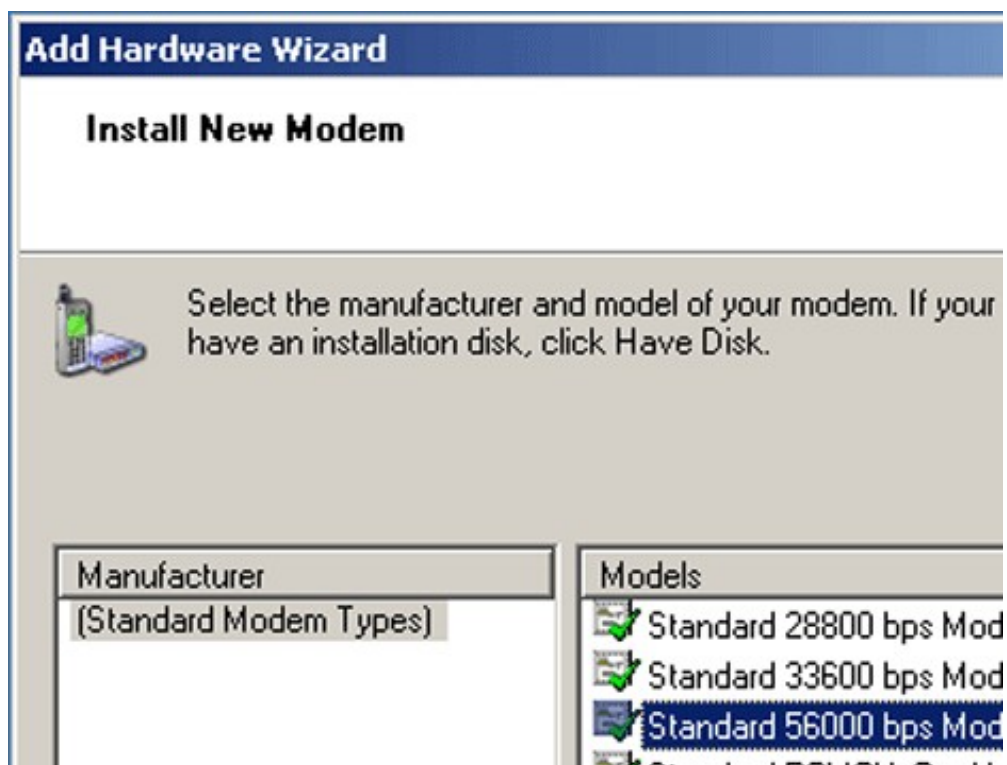 Add Hardware Wizard
Install New Modem
Select the manufacturer and model of your modem. If your
have an installation disk, click Have Disk.
Manufacturer
Models
(Standard Modem Types)
Standard 28800 bps Mod
Standard 33600 bps Mod
Standard 56000 bps Mod